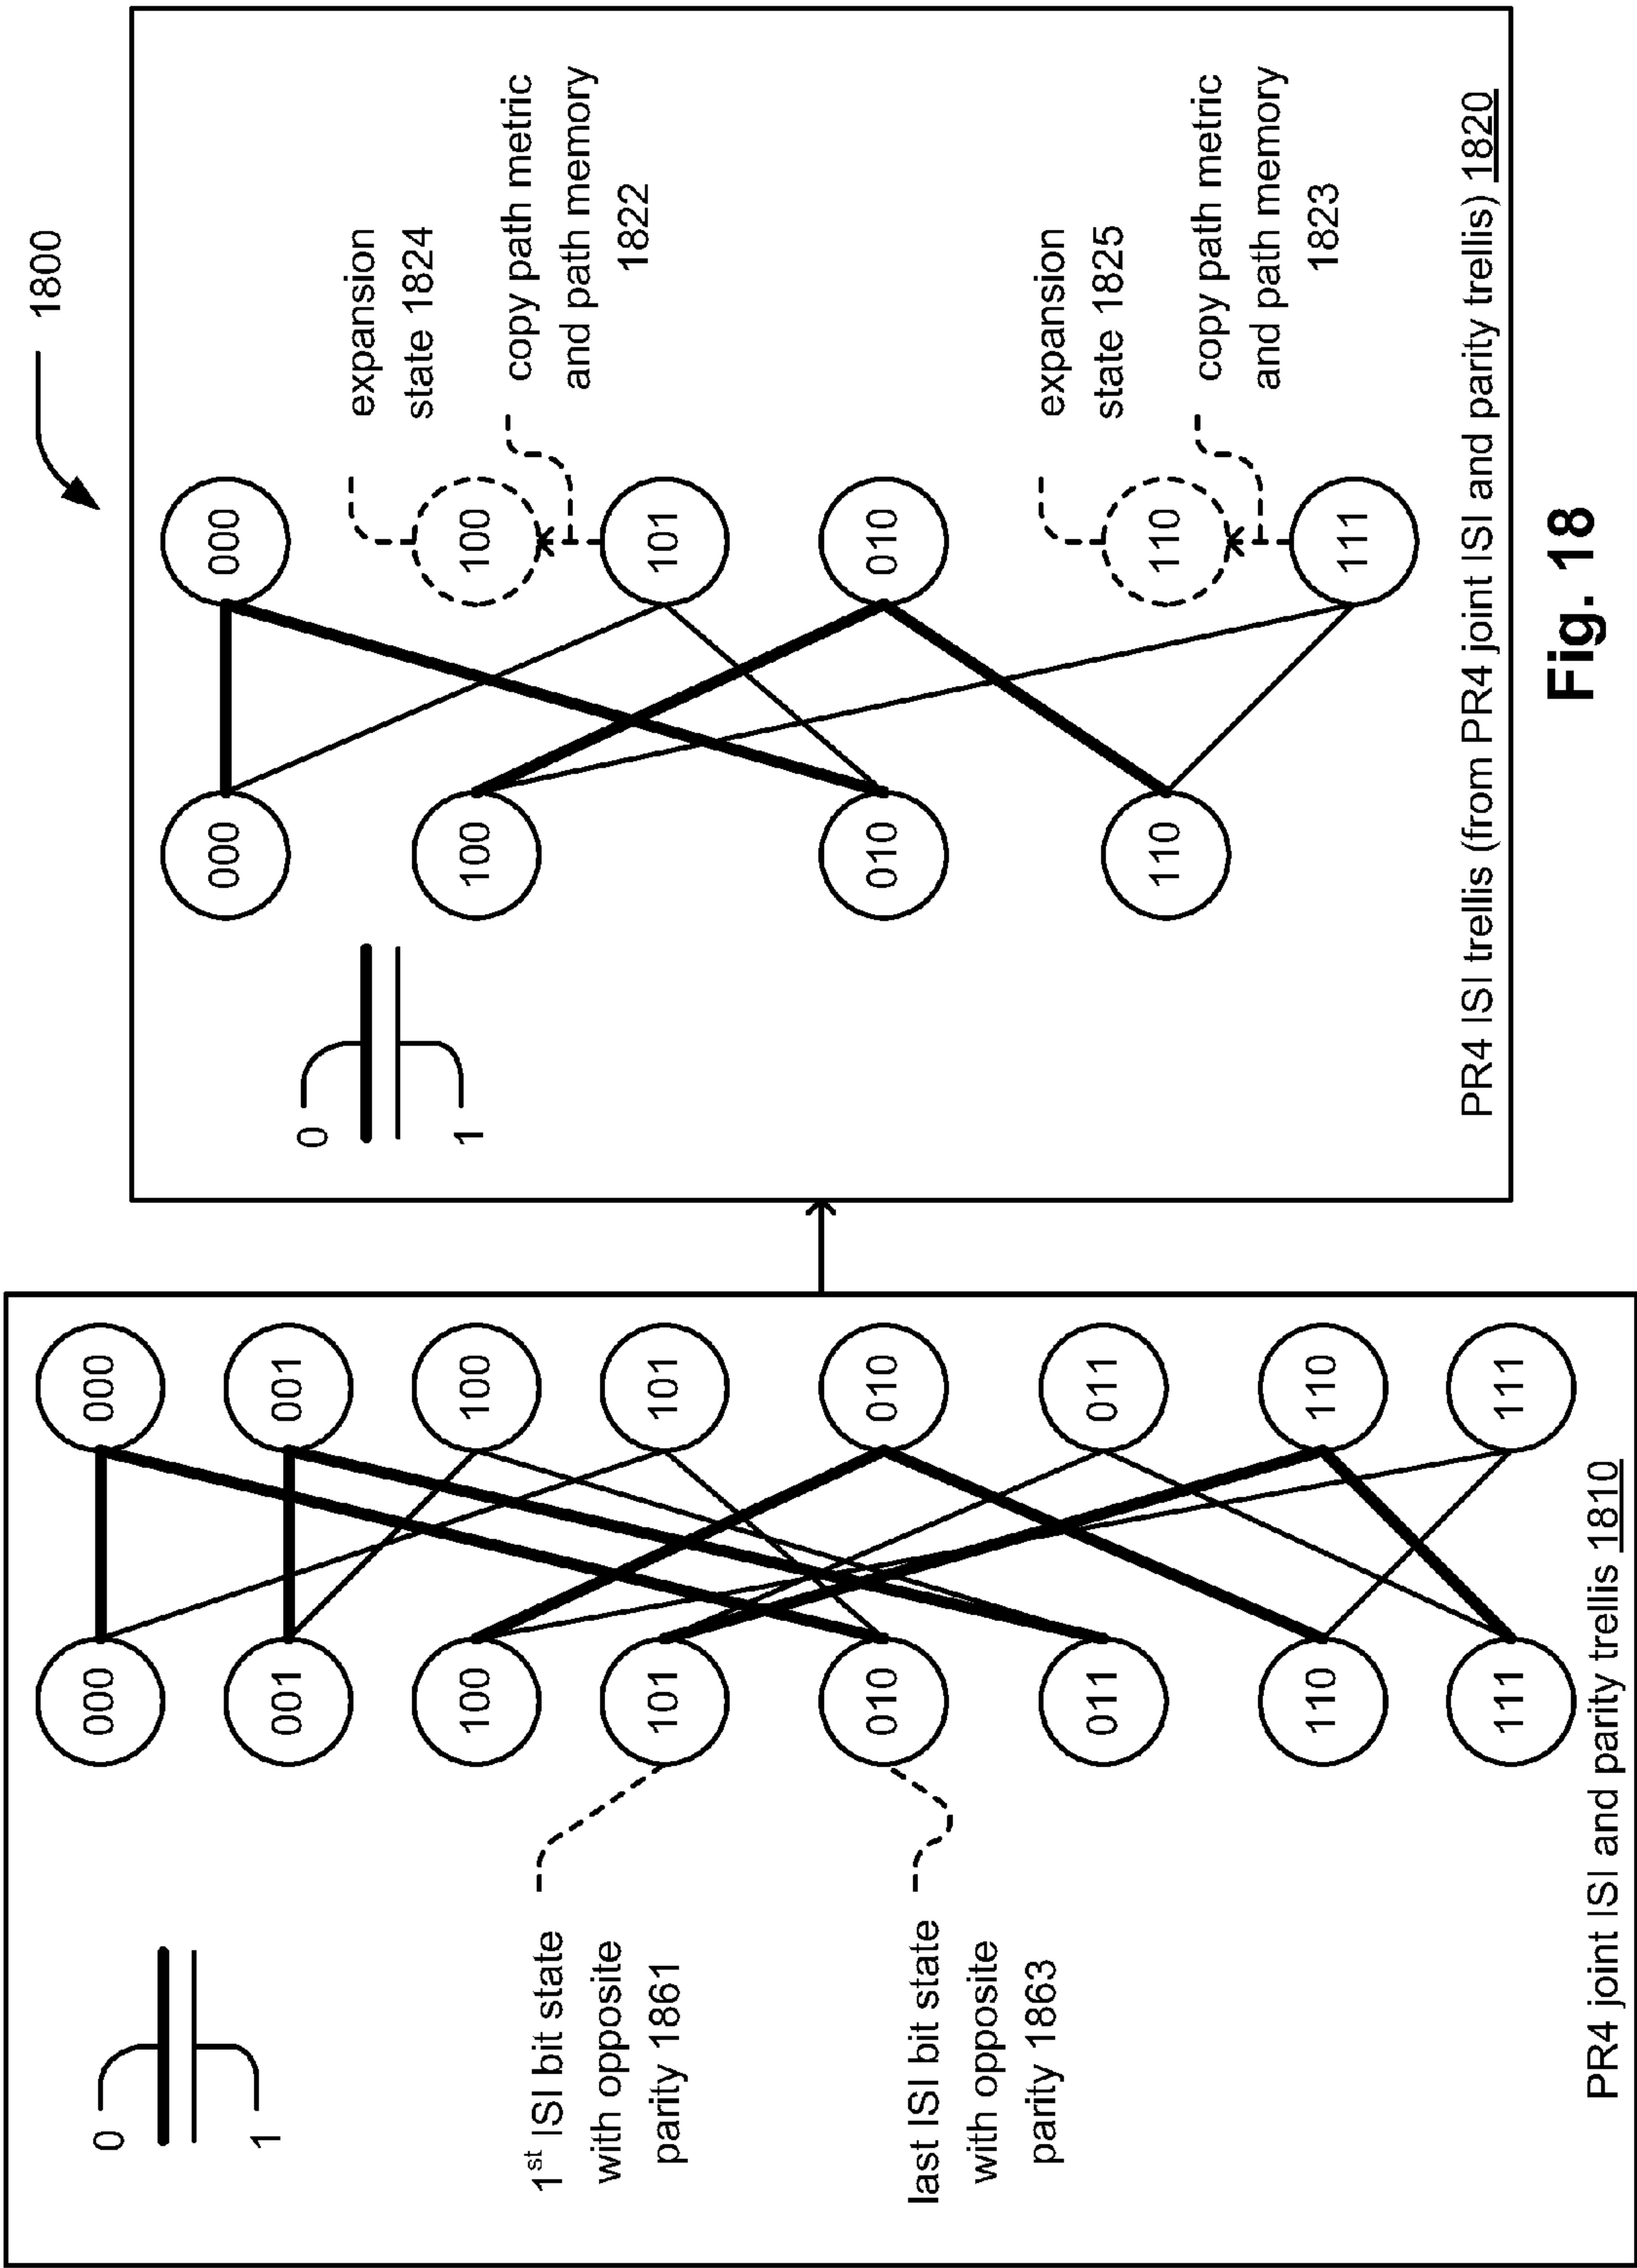 1800
0
1
000
001
100
101
010
011
110
111
000
001
100
101
010
011
110
111
1st ISI bit state
with opposite
parity 1861
last ISI bit state
with opposite
parity 1863
PR4 joint ISI and parity trellis 1810
0
1
000
100
010
110
000
100
101
010
110
111
expansion
state 1824
copy path metric
and path memory
1822
expansion
state 1825
copy path metric
and path memory
1823
PR4 ISI trellis (from PR4 joint ISI and parity trellis) 1820
Fig. 18